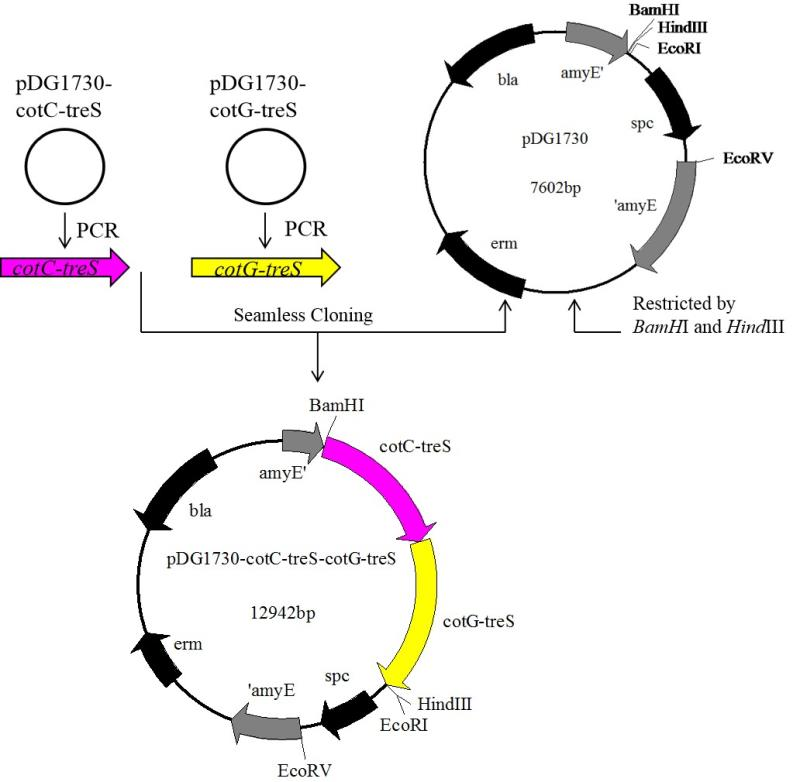 BamHI
HindIII
EcoRI
pDG1730-
cotC-treS
pDG1730-
cotG-treS
bla
amyE'
spc
pDG1730
EcoRV
7602bp
'amyE
PCR
PCR
erm
cotC-treS
cotG-treS
Seamless Cloning
Restricted by
BamHI and HindIII
BamHI
cotC-treS
amyE'
bla
pDG1730-cotC-treS-cotG-treS
12942bp
cotG-treS
erm
spc
'amyE
HindIII
EcoRI
EcoRV